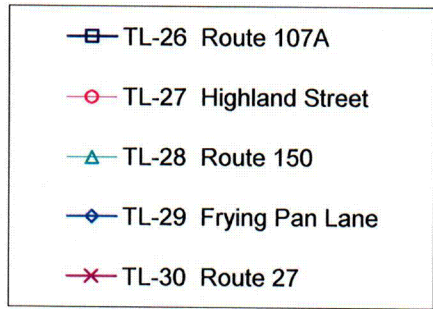 TL-26 Route 107A
TL-27 Highland Street
TL-28 Route 150
TL-29 Frying Pan Lane
TL-30 Route 27